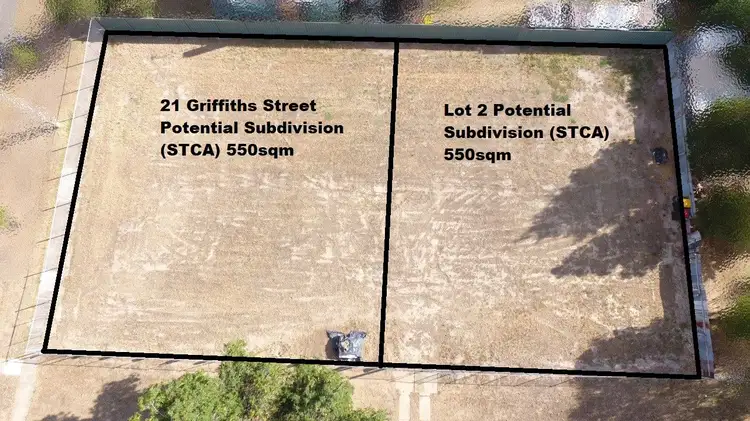 21 Griffiths Street
Potential Subdivision
(STCA) 550sqm
Lot 2 Potential
Subdivision (STCA)
550sqm